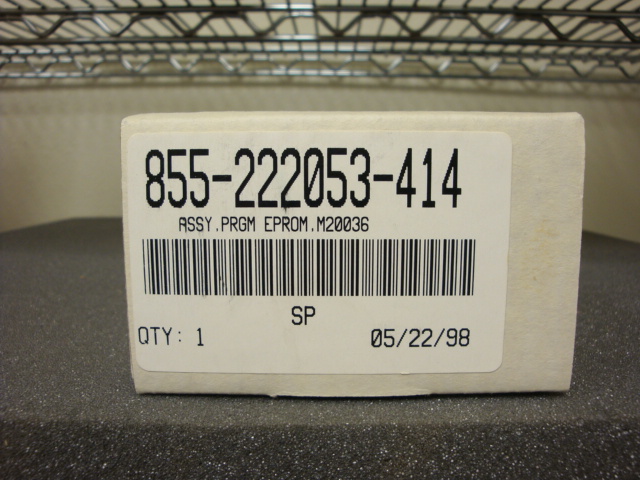 855-222053-414
ASSY.PRGM EPROM.M20036
SP
QTY: 1 05/22/98